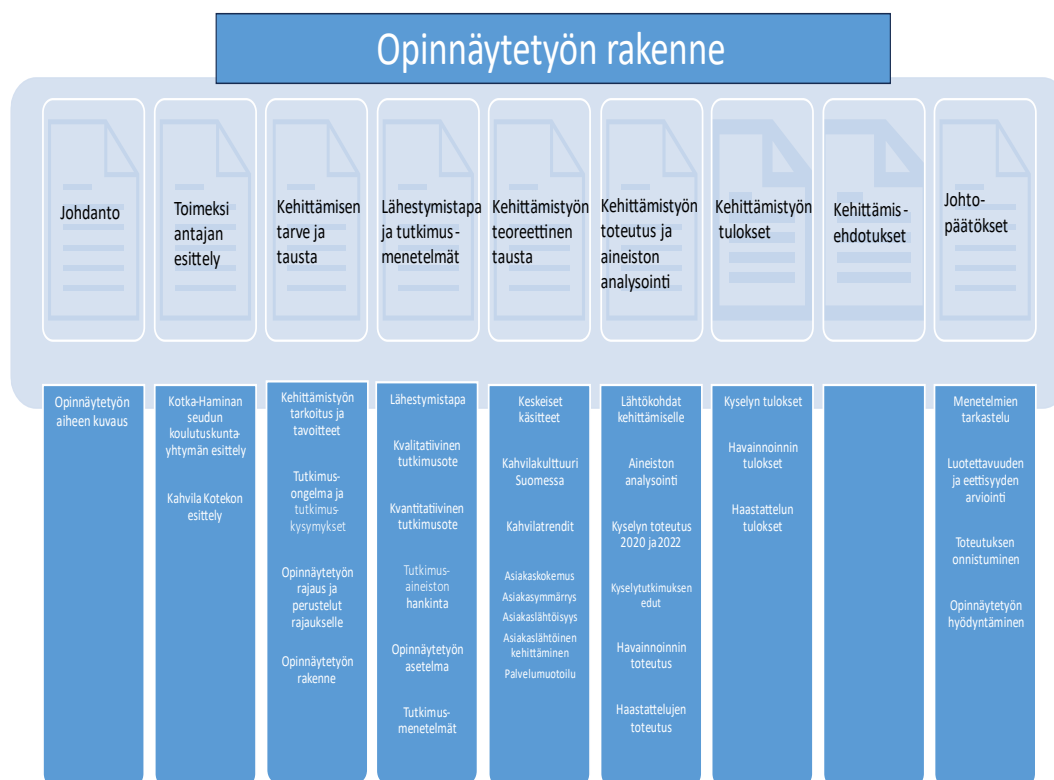 Opinnäytetyön rakenne
Johdanto
Toimeksi
antajan
esittely
Kehittämisen
tarve ja
tausta
Lähestymistapa
ja tutkimus-
menetelmät
Kehittämistyön
teoreettinen
tausta
Kehittämistyön
toteutus ja
aineiston
analysointi
Kehittämistyön
tulokset
Kehittämis-
ehdotukset
Johto-
päätökset
Opinnäytetyön
aiheen kuvaus
Kotka-Haminan
seudun
koulutuskunta-
yhtymän esittely
Kahvila Kotekon
esittely
Kehittämistyön
tarkoitus ja
tavoitteet
Tutkimus-
ongelma ja
tutkimus-
kysymykset
Opinnäytetyön
rajaus ja
perustelut
rajaukselle
Opinnäytetyön
rakenne
Lähestymistapa
Kvalitatiivinen
tutkimusote
Kvantitatiivinen
tutkimusote
Tutkimus-
aineiston
hankinta
Opinnäytetyön
asetelma
Tutkimus-
menetelmät
Keskeiset
käsitteet
Kahvilakulttuuri
Suomessa
Kahvilatrendit
Asiakaskokemus
Asiakasymmärrys
Asiakaslähtöisyys
Asiakaslähtöinen
kehittäminen
Palvelumuotoilu
Lähtökohdat
kehittämiselle
Aineiston
analysointi
Kyselyn toteutus
2020 ja 2022
Kyselytutkimuksen
edut
Havainnoinnin
toteutus
Haastattelujen
toteutus
Kyselyn tulokset
Havainnoinnin
tulokset
Haastattelun
tulokset
Menetelmien
tarkastelu
Luotettavuuden
ja eettisyyden
arviointi
Toteutuksen
onnistuminen
Opinnäytetyön
hyödyntäminen